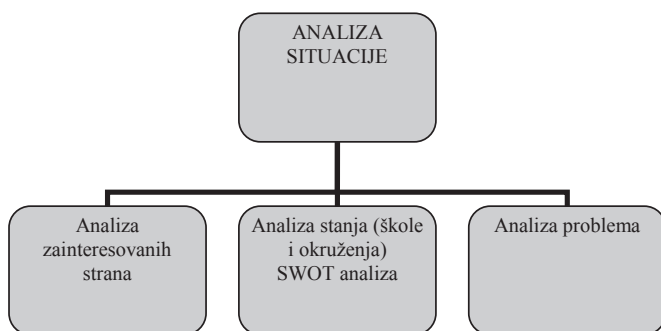 ANALIZA
SITUACIJE
Analiza
zainteresovanih
strana
Analiza stanja (škole
i okruženja)
SWOT analiza
Analiza problema